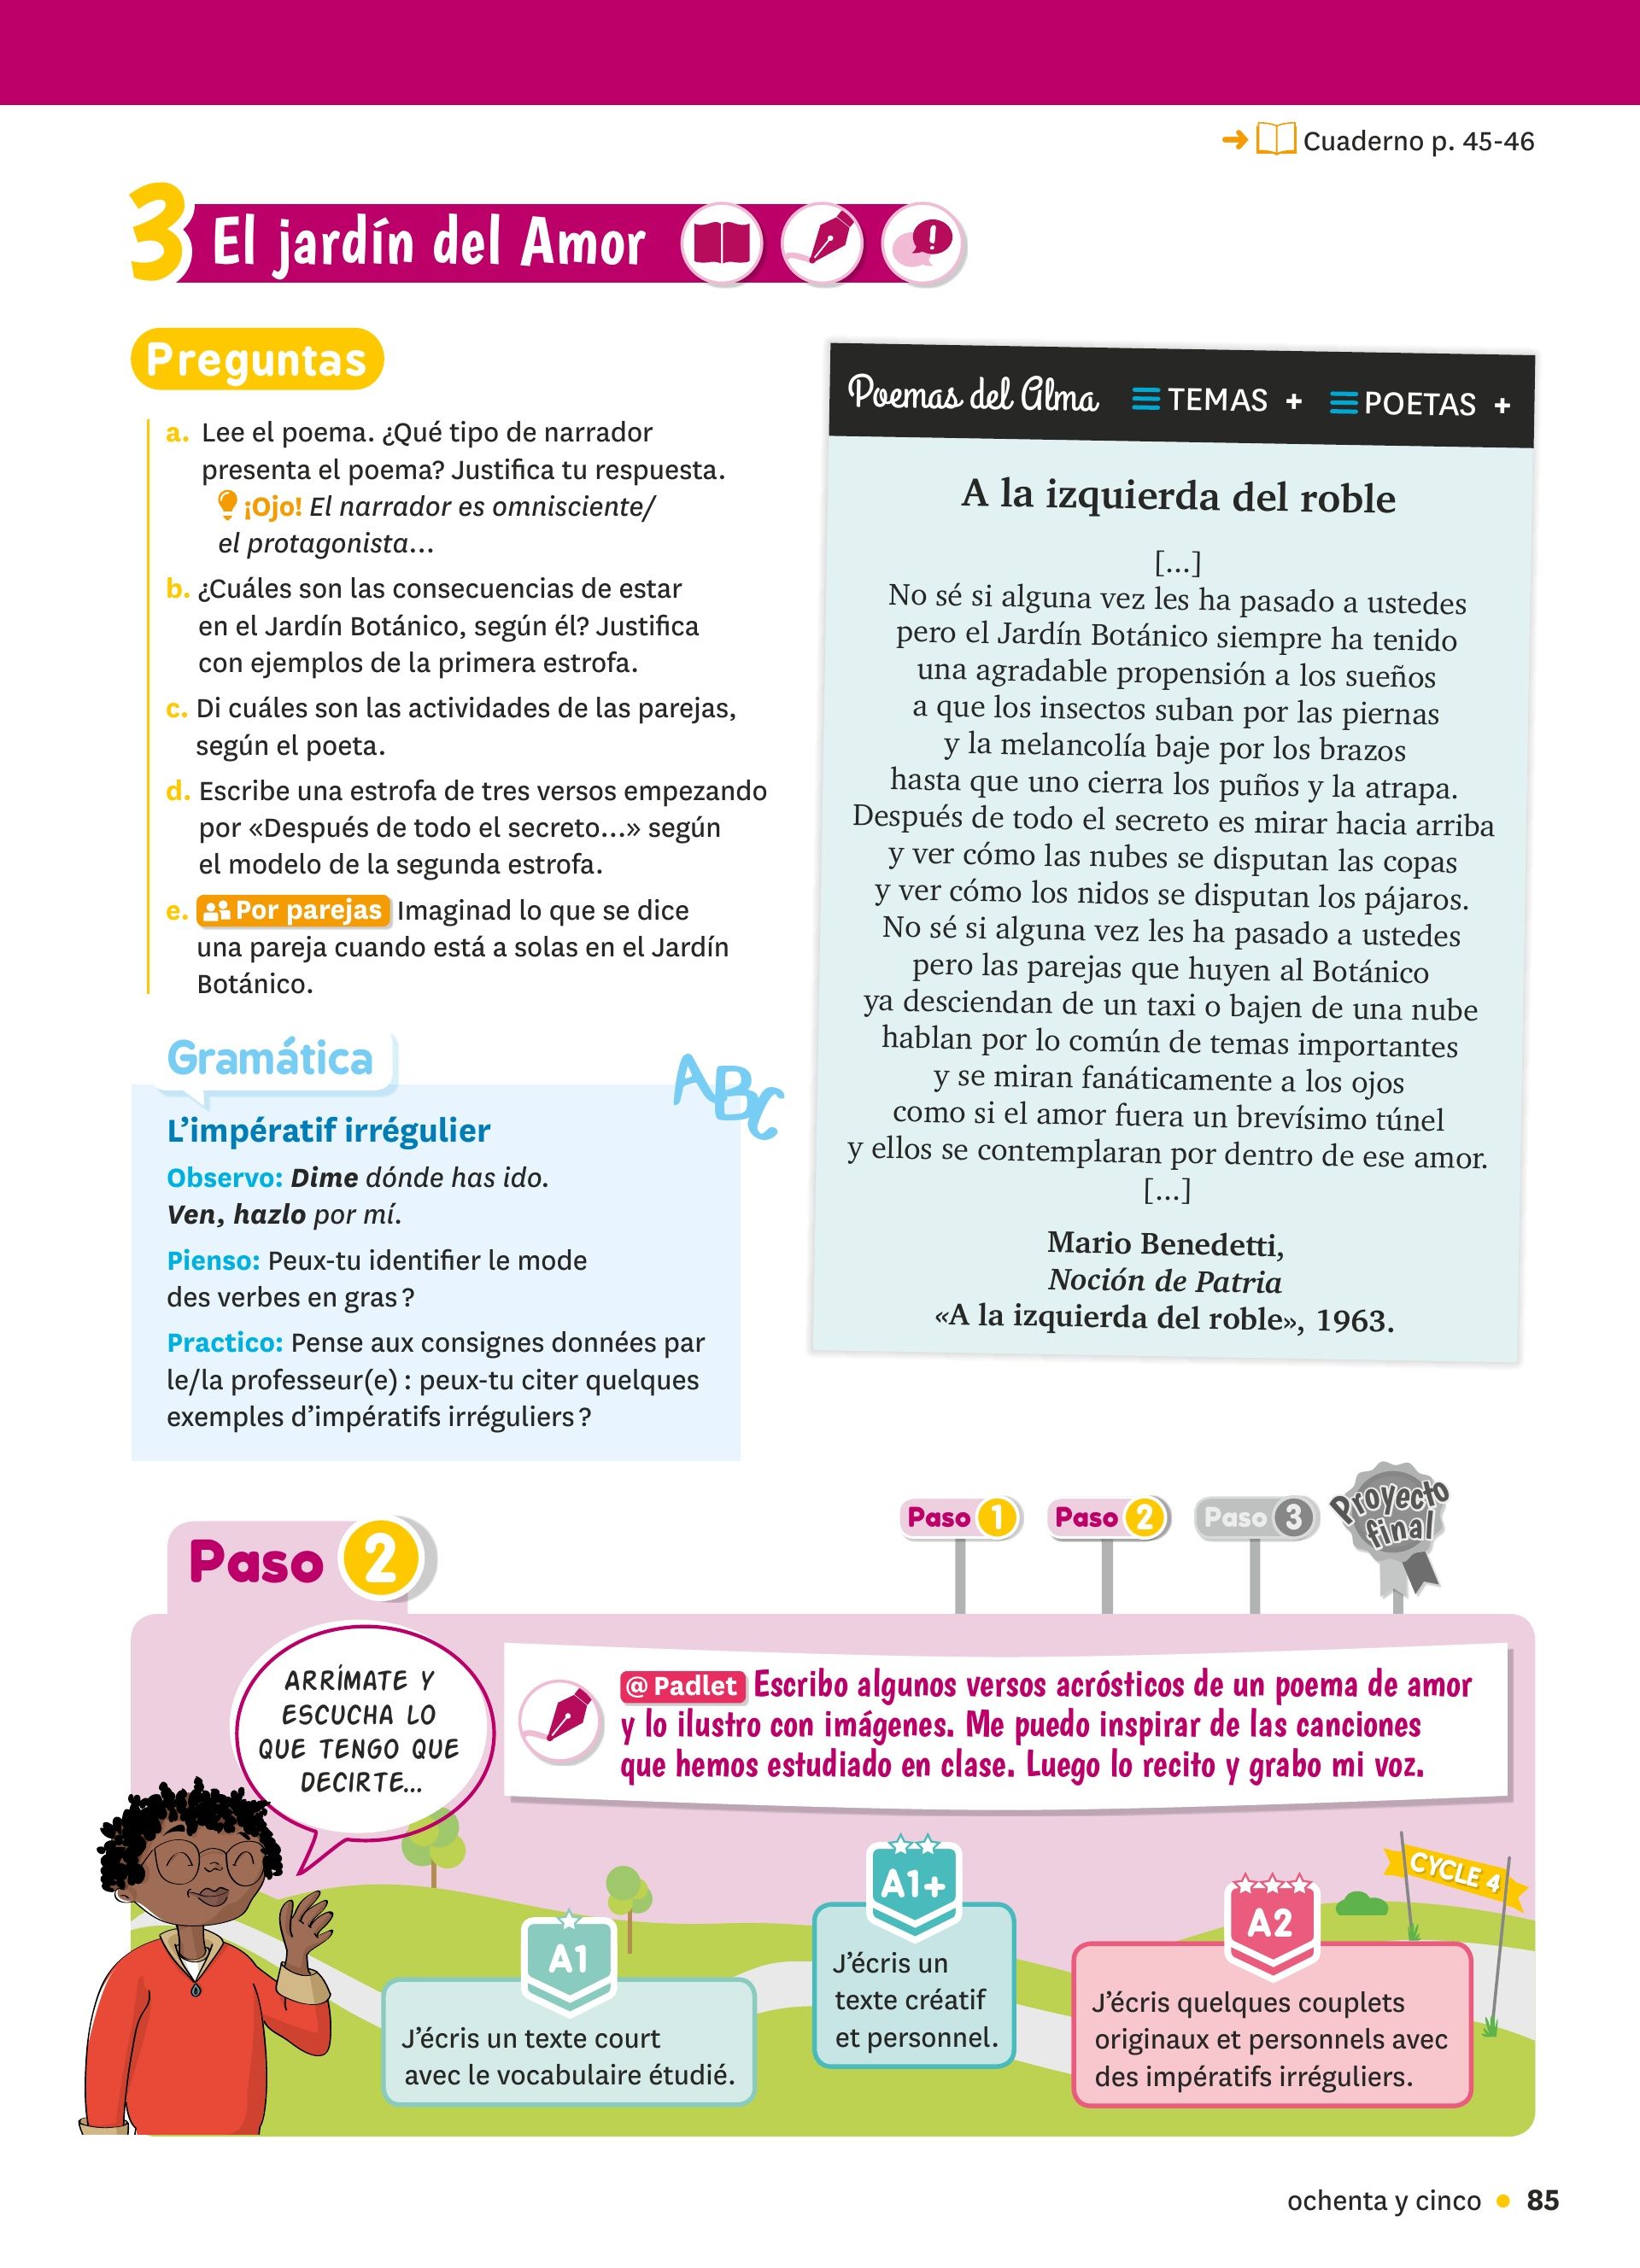 Cuaderno p. 45-46
3 El jardín del Amor
Preguntas
a. Lee el poema. ¿Qué tipo de narrador
presenta el poema? Justifica tu respuesta.
¡Ojo! El narrador es omnisciente/
el protagonista...
b. ¿Cuáles son las consecuencias de estar
en el Jardín Botánico, según él? Justifica
con ejemplos de la primera estrofa.
c. Di cuáles son las actividades de las parejas,
según el poeta.
d. Escribe una estrofa de tres versos empezando
por «Después de todo el secreto...» según
el modelo de la segunda estrofa.
e. Por parejas Imaginad lo que se dice
una pareja cuando está a solas en el Jardín
Botánico.
Gramática
ABC
L'impératif irrégulier
Observo: Dime dónde has ido.
Ven, hazlo por mí.
Pienso: Peux-tu identifier le mode
des verbes en gras ?
Practico: Pense aux consignes données par
le/la professeur(e) : peux-tu citer quelques
exemples d'impératifs irréguliers ?
Poemas del Alma TEMAS + POETAS +
A la izquierda del roble
[...]
No sé si alguna vez les ha pasado a ustedes
pero el Jardín Botánico siempre ha tenido
una agradable propensión a los sueños
a que los insectos suban por las piernas
y la melancolía baje por los brazos
hasta que uno cierra los puños y la atrapa.
Después de todo el secreto es mirar hacia arriba
y ver cómo las nubes se disputan las copas
y ver cómo los nidos se disputan los pájaros.
No sé si alguna vez les ha pasado a ustedes
pero las parejas que huyen al Botánico
ya desciendan de un taxi o bajen de una nube
hablan por lo común de temas importantes
y se miran fanáticamente a los ojos
como si el amor fuera un brevísimo túnel
y ellos se contemplaran por dentro de ese amor.
[...]
Mario Benedetti,
Noción de Patria
«A la izquierda del roble», 1963.
Paso 1 Paso 2 Paso 3 Proyecto
final
Paso 2
ARRÍMATE Y
ESCUCHA LO
QUE TENGO QUE
DECIRTE...
@ Padlet Escribo algunos versos acrósticos de un poema de amor
y lo ilustro con imágenes. Me puedo inspirar de las canciones
que hemos estudiado en clase. Luego lo recito y grabo mi voz.
A1
J'écris un texte court
avec le vocabulaire étudié.
A1+
J'écris un
texte créatif
et personnel.
A2
J'écris quelques couplets
originaux et personnels avec
des impératifs irréguliers.
CYCLE 4
ochenta y cinco • 85